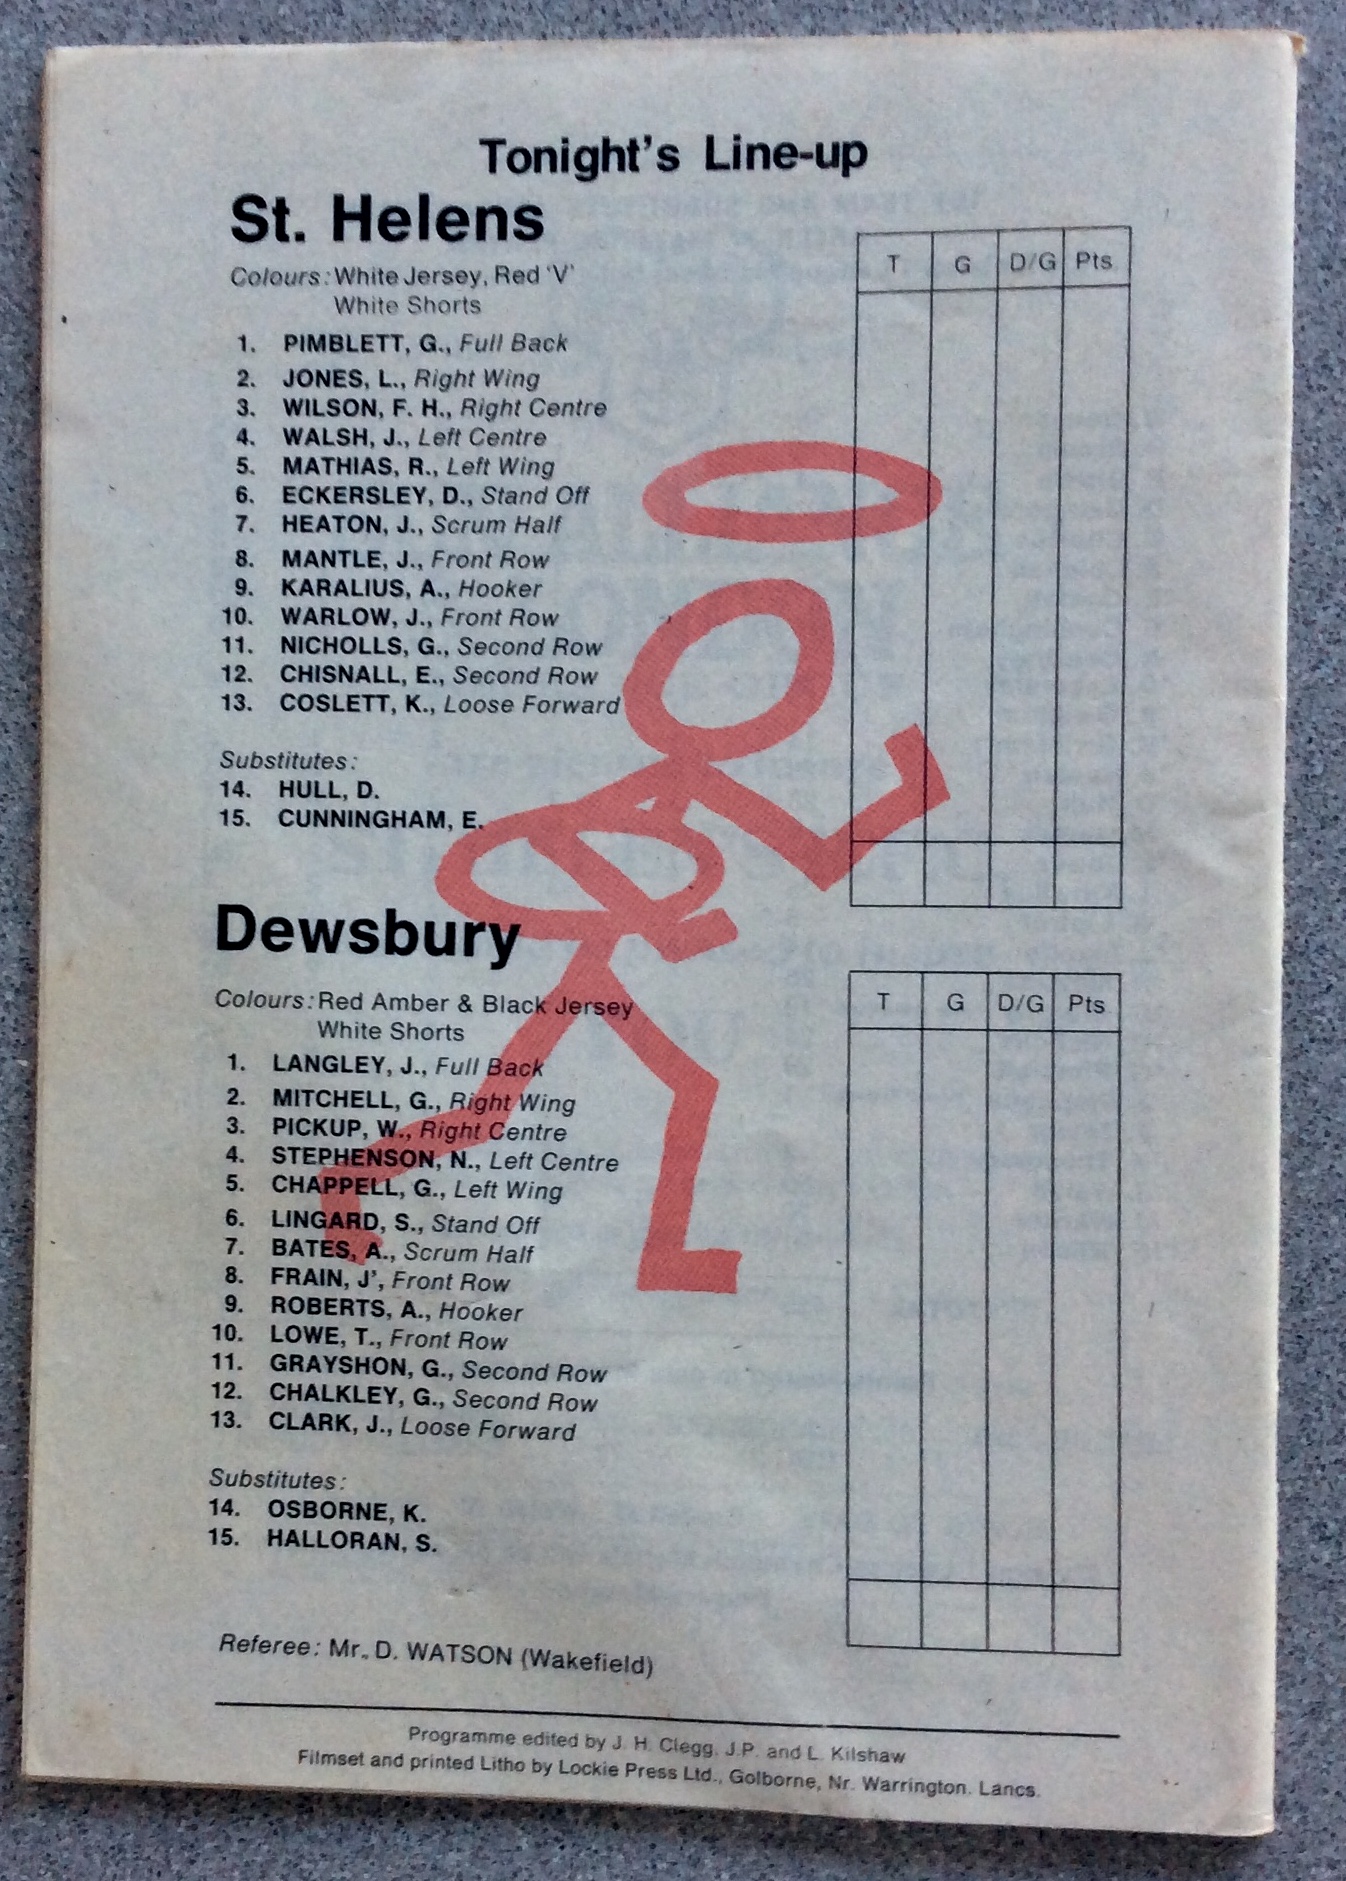 Tonight's Line-up
St. Helens
Colours: White Jersey, Red 'V'
White Shorts
T G D/G Pts
1. PIMBLETT, G., Full Back
2. JONES, L., Right Wing
3. WILSON, F. H., Right Centre
4. WALSH, J., Left Centre
5. MATHIAS, R., Left Wing
6. ECKERSLEY, D., Stand Off
7. HEATON, J., Scrum Half
8. MANTLE, J., Front Row
9. KARALIUS, A., Hooker
10. WARLOW, J., Front Row
11. NICHOLLS, G., Second Row
12. CHISNALL, E., Second Row
13. COSLETT, K., Loose Forward
Substitutes:
14. HULL, D.
15. CUNNINGHAM, E.
Dewsbury
Colours: Red Amber & Black Jersey
White Shorts
T G D/G Pts
1. LANGLEY, J., Full Back
2. MITCHELL, G., Right Wing
3. PICKUP, W., Right Centre
4. STEPHENSON, N., Left Centre
5. CHAPPELL, G., Left Wing
6. LINGARD, S., Stand Off
7. BATES, A., Scrum Half
8. FRAIN, J', Front Row
9. ROBERTS, A., Hooker
10. LOWE, T., Front Row
11. GRAYSHON, G., Second Row
12. CHALKLEY, G., Second Row
13. CLARK, J., Loose Forward
Substitutes:
14. OSBORNE, K.
15. HALLORAN, S.
Referee: Mr. D. WATSON (Wakefield)
Programme edited by J. H. Clegg, J.P. and L. Kilshaw
Filmset and printed Litho by Lockie Press Ltd., Golborne, Nr. Warrington. Lancs.